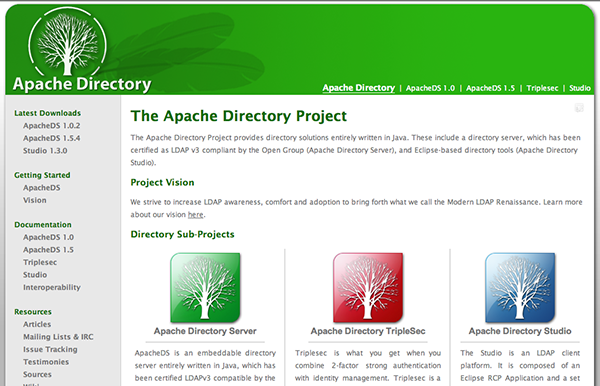 Apache Directory
Apache Directory | ApacheDS 1.0 | ApacheDS 1.5 | Triplesec | Studio
Latest Downloads
ApacheDS 1.0.2
ApacheDS 1.5.4
Studio 1.3.0
Getting Started
ApacheDS
Vision
Documentation
ApacheDS 1.0
ApacheDS 1.5
Triplesec
Studio
Interoperability
Resources
Articles
Mailing Lists & IRC
Issue Tracking
Testimonies
Sources
The Apache Directory Project
The Apache Directory Project provides directory solutions entirely written in Java. These include a directory server, which has been
certified as LDAP v3 compliant by the Open Group (Apache Directory Server), and Eclipse-based directory tools (Apache Directory
Studio).
Project Vision
We strive to increase LDAP awareness, comfort and adoption to bring forth what we call the Modern LDAP Renaissance. Learn more
about our vision here.
Directory Sub-Projects
Apache Directory Server
ApacheDS is an embeddable directory
server entirely written in Java, which has
been certified LDAPv3 compatible by the
Apache Directory TripleSec
Triplesec is what you get when you
combine 2-factor strong authentication
with identity management. Triplesec is a
Apache Directory Studio
The Studio is an LDAP client
platform. It is composed of an
Eclipse RCP Application and a set